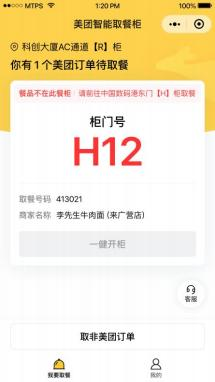 MTPS
1:20 PM
100%
美团智能取餐柜
科创大厦AC通道【R】柜
你有1个美团订单待取餐
餐品不在此餐柜 | 请前往中国数码港东门【H】柜取餐
柜门号
H12
取餐号码 413021
商家名称 李先生牛肉面 (来广营店)
一键开柜
客服
取非美团订单
我要取餐 我的